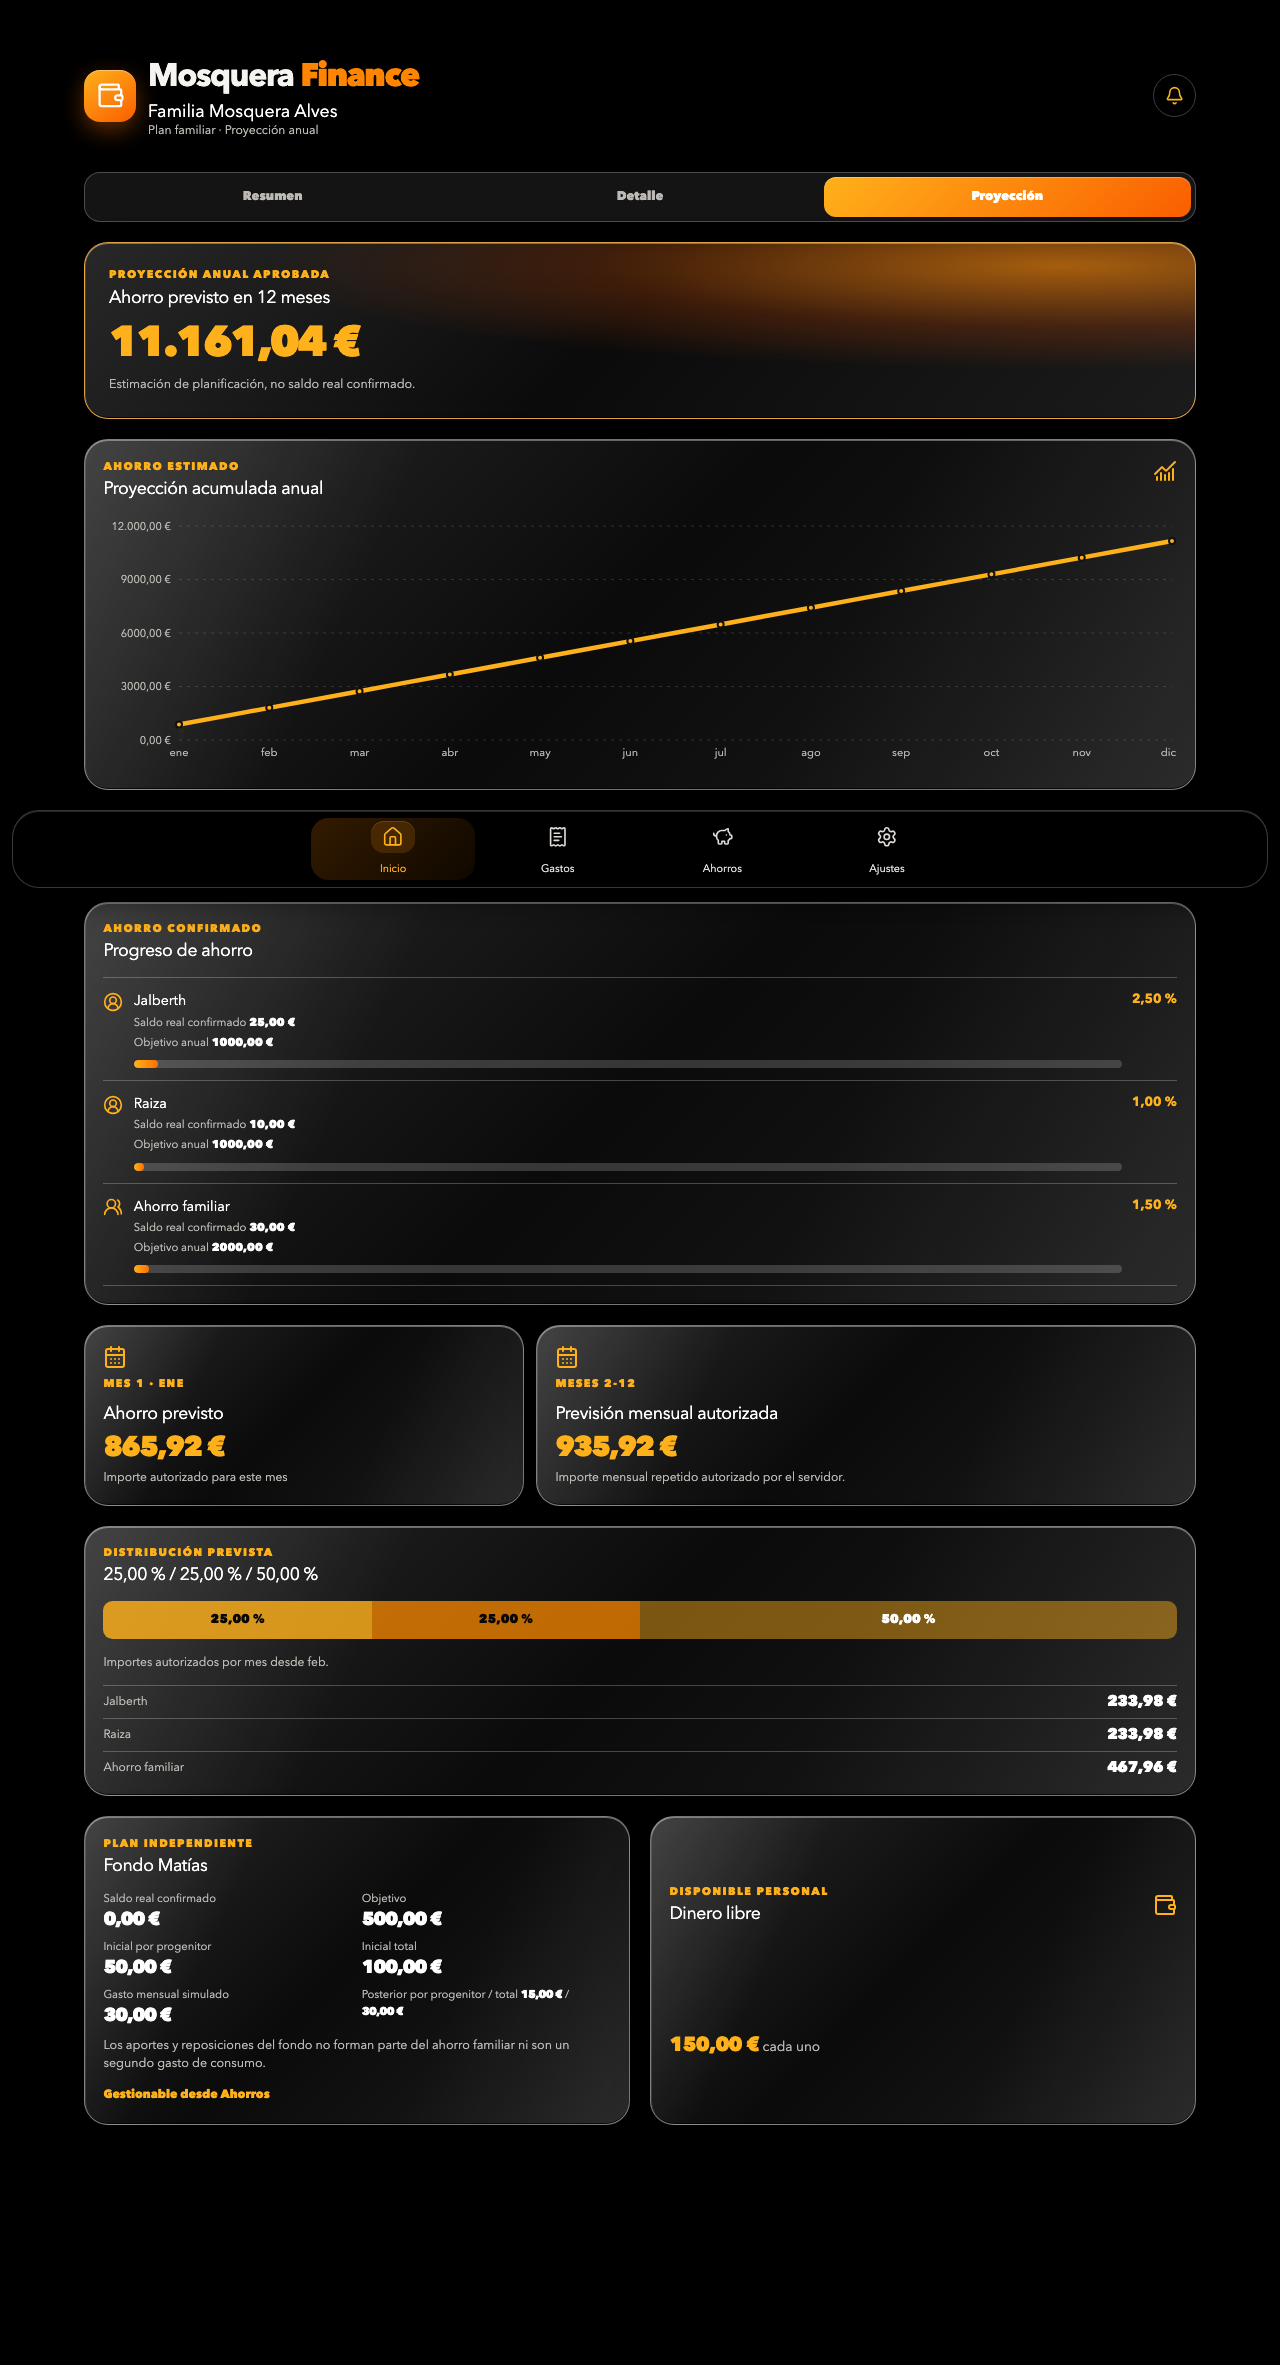 Mosquera Finance
Familia Mosquera Alves
Plan familiar · Proyección anual
Resumen
Detalle
Proyección
PROYECCIÓN ANUAL APROBADA
Ahorro previsto en 12 meses
11.161,04 €
Estimación de planificación, no saldo real confirmado.
AHORRO ESTIMADO
Proyección acumulada anual
12.000,00 €
9000,00 €
6000,00 €
3000,00 €
0,00 €
ene feb mar abr may jun jul ago sep oct nov dic
Inicio
Gastos
Ahorros
Ajustes
AHORRO CONFIRMADO
Progreso de ahorro
Jalberth
2,50 %
Saldo real confirmado 25,00 €
Objetivo anual 1000,00 €
Raiza
1,00 %
Saldo real confirmado 10,00 €
Objetivo anual 1000,00 €
Ahorro familiar
1,50 %
Saldo real confirmado 30,00 €
Objetivo anual 2000,00 €
MES 1 · ENE
Ahorro previsto
865,92 €
Importe autorizado para este mes
MESES 2-12
Previsión mensual autorizada
935,92 €
Importe mensual repetido autorizado por el servidor.
DISTRIBUCIÓN PREVISTA
25,00 % / 25,00 % / 50,00 %
25,00 %
25,00 %
50,00 %
Importes autorizados por mes desde feb.
Jalberth
233,98 €
Raiza
233,98 €
Ahorro familiar
467,96 €
PLAN INDEPENDIENTE
Fondo Matías
Saldo real confirmado
0,00 €
Objetivo
500,00 €
Inicial por progenitor
50,00 €
Inicial total
100,00 €
Gasto mensual simulado
30,00 €
Posterior por progenitor / total 15,00 € /
30,00 €
Los aportes y reposiciones del fondo no forman parte del ahorro familiar ni son un
segundo gasto de consumo.
Gestionable desde Ahorros
DISPONIBLE PERSONAL
Dinero libre
150,00 € cada uno